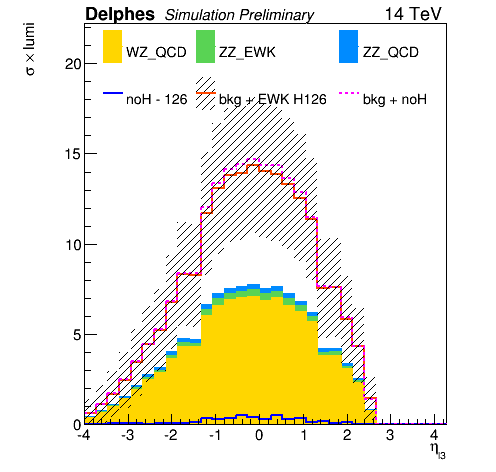 Delphes Simulation Preliminary 14 TeV
σ × lumi
WZ_QCD ZZ_EWK ZZ_QCD
noH - 126 bkg + EWK H126 bkg + noH
20
15
10
5
0
-4 -3 -2 -1 0 1 2 3 4
η_l3